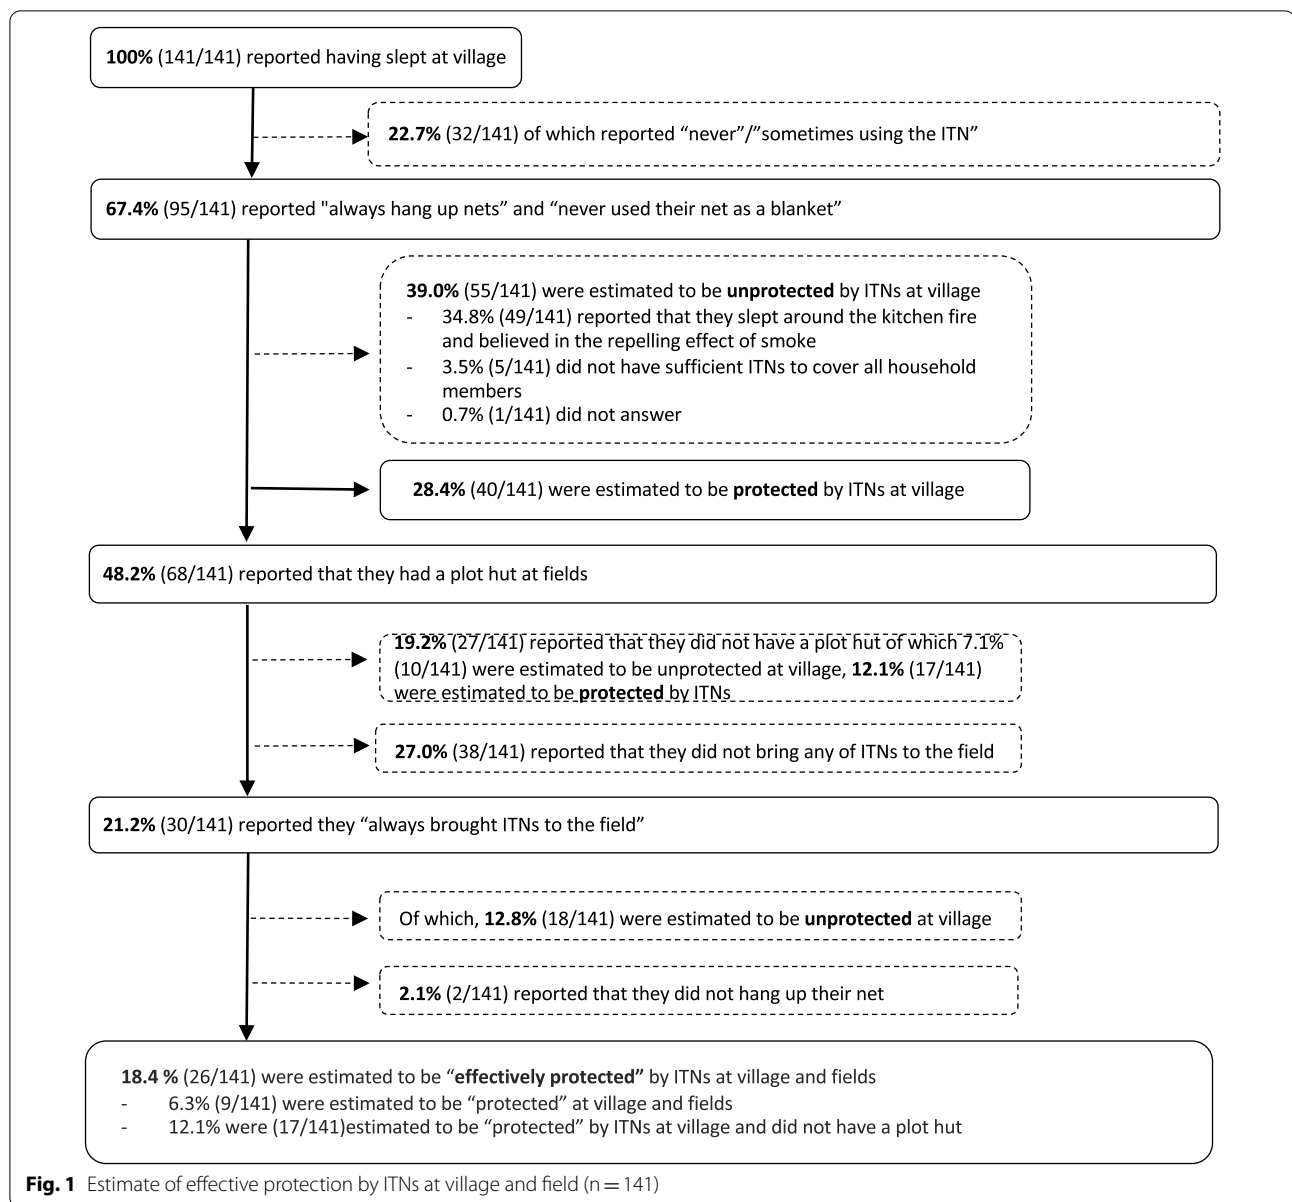 100% (141/141) reported having slept at village
22.7% (32/141) of which reported “never”/”sometimes using the ITN”
67.4% (95/141) reported "always hang up nets” and “never used their net as a blanket”
39.0% (55/141) were estimated to be unprotected by ITNs at village
- 34.8% (49/141) reported that they slept around the kitchen fire
and believed in the repelling effect of smoke
- 3.5% (5/141) did not have sufficient ITNs to cover all household
members
- 0.7% (1/141) did not answer
28.4% (40/141) were estimated to be protected by ITNs at village
48.2% (68/141) reported that they had a plot hut at fields
19.2% (27/141) reported that they did not have a plot hut of which 7.1%
(10/141) were estimated to be unprotected at village, 12.1% (17/141)
were estimated to be protected by ITNs
27.0% (38/141) reported that they did not bring any of ITNs to the field
21.2% (30/141) reported they “always brought ITNs to the field”
Of which, 12.8% (18/141) were estimated to be unprotected at village
2.1% (2/141) reported that they did not hang up their net
18.4 % (26/141) were estimated to be “effectively protected” by ITNs at village and fields
- 6.3% (9/141) were estimated to be “protected” at village and fields
- 12.1% were (17/141)estimated to be “protected” by ITNs at village and did not have a plot hut
Fig. 1 Estimate of effective protection by ITNs at village and field (n = 141)